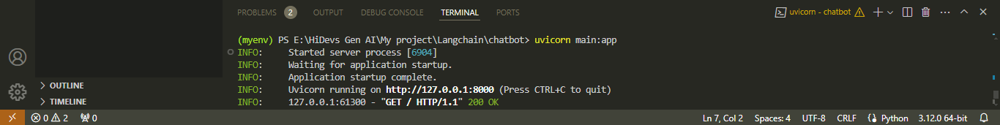 PROBLEMS 2 OUTPUT DEBUG CONSOLE TERMINAL PORTS uvicorn - chatbot
(myenv) PS E:\HiDevs Gen AI\My project\Langchain\chatbot> uvicorn main:app
INFO: Started server process [6904]
INFO: Waiting for application startup.
INFO: Application startup complete.
INFO: Uvicorn running on http://127.0.0.1:8000 (Press CTRL+C to quit)
INFO: 127.0.0.1:61300 - "GET / HTTP/1.1" 200 OK
OUTLINE
TIMELINE
0 2 0 Ln 7, Col 2 Spaces: 4 UTF-8 CRLF Python 3.12.0 64-bit